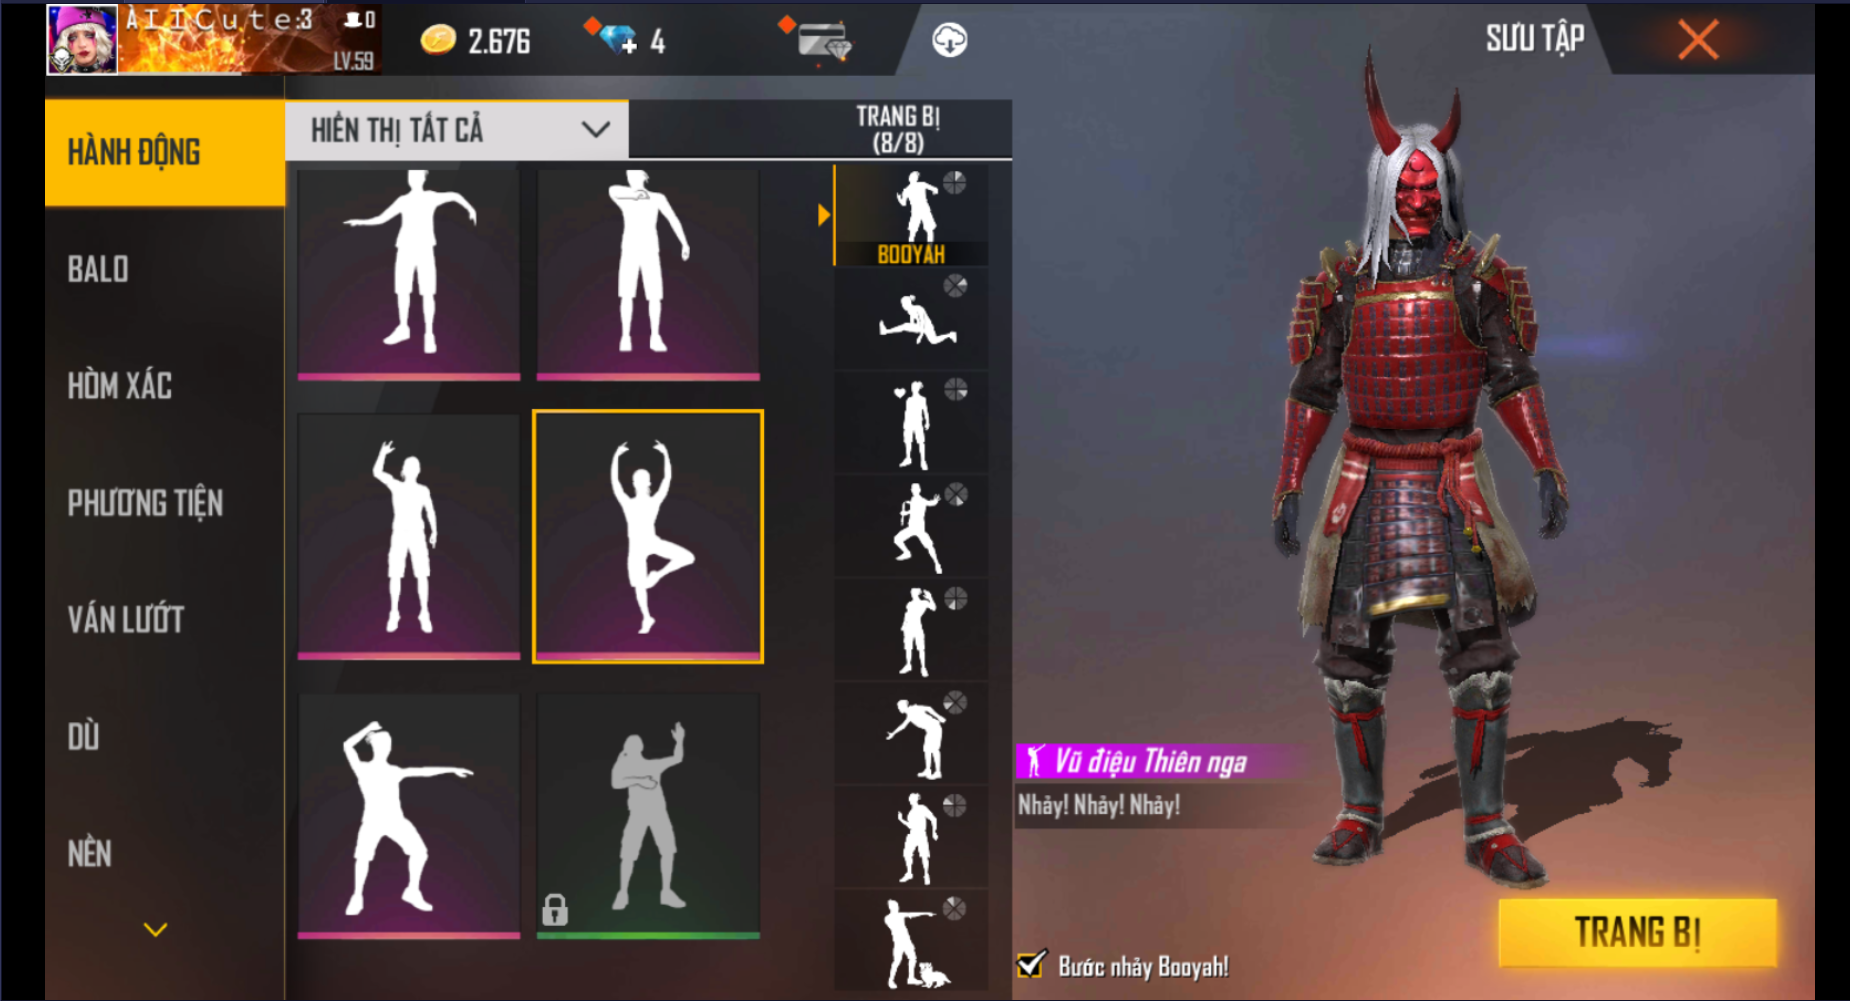 ÀIICute:3
0
LV.59
2.676
4
SƯU TẬP
HÀNH ĐỘNG
HIỂN THỊ TẤT CẢ
TRANG BỊ
(8/8)
BALO
HÒM XÁC
PHƯƠNG TIỆN
VÁN LƯỚT
DÙ
NỀN
BOOYAH
Vũ điệu Thiên nga
Nhảy! Nhảy! Nhảy!
Bước nhảy Booyah!
TRANG BỊ